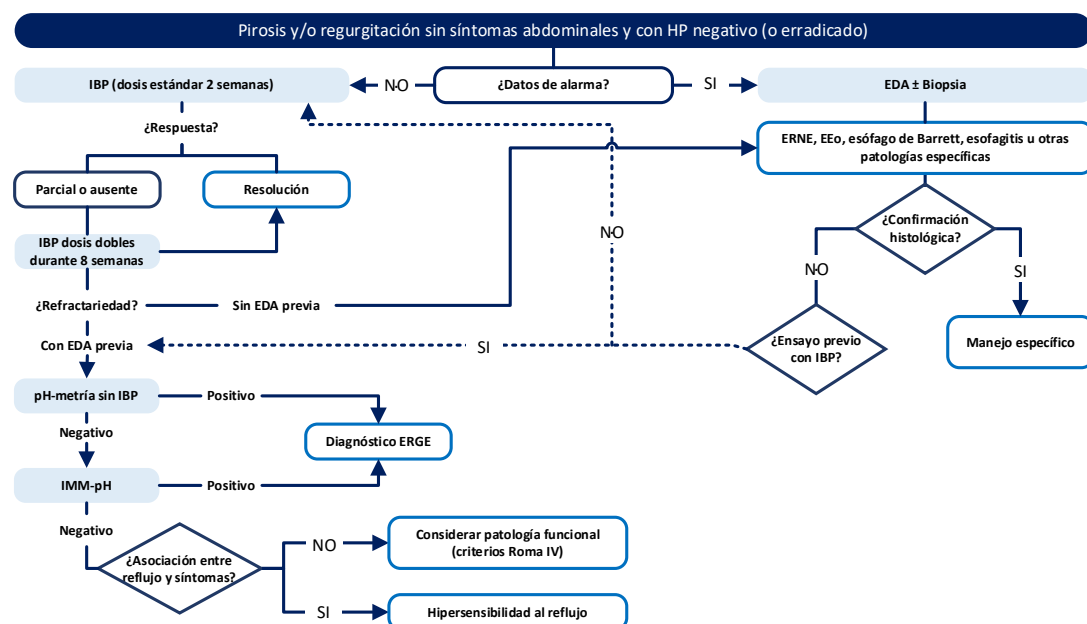 Pirosis y/o regurgitación sin síntomas abdominales y con HP negativo (o erradicado)
IBP (dosis estándar 2 semanas)
NO
¿Datos de alarma?
SI
EDA ± Biopsia
¿Respuesta?
ERNE, EEo, esófago de Barrett, esofagitis u otras
patologías específicas
Parcial o ausente
Resolución
¿Confirmación
histológica?
IBP dosis dobles
durante 8 semanas
NO
NO
SI
¿Refractariedad?
Sin EDA previa
Con EDA previa
SI
¿Ensayo previo
con IBP?
Manejo específico
pH-metría sin IBP
Positivo
Negativo
Diagnóstico ERGE
IMM-pH
Positivo
Negativo
¿Asociación entre
reflujo y síntomas?
NO
Considerar patología funcional
(criterios Roma IV)
SI
Hipersensibilidad al reflujo